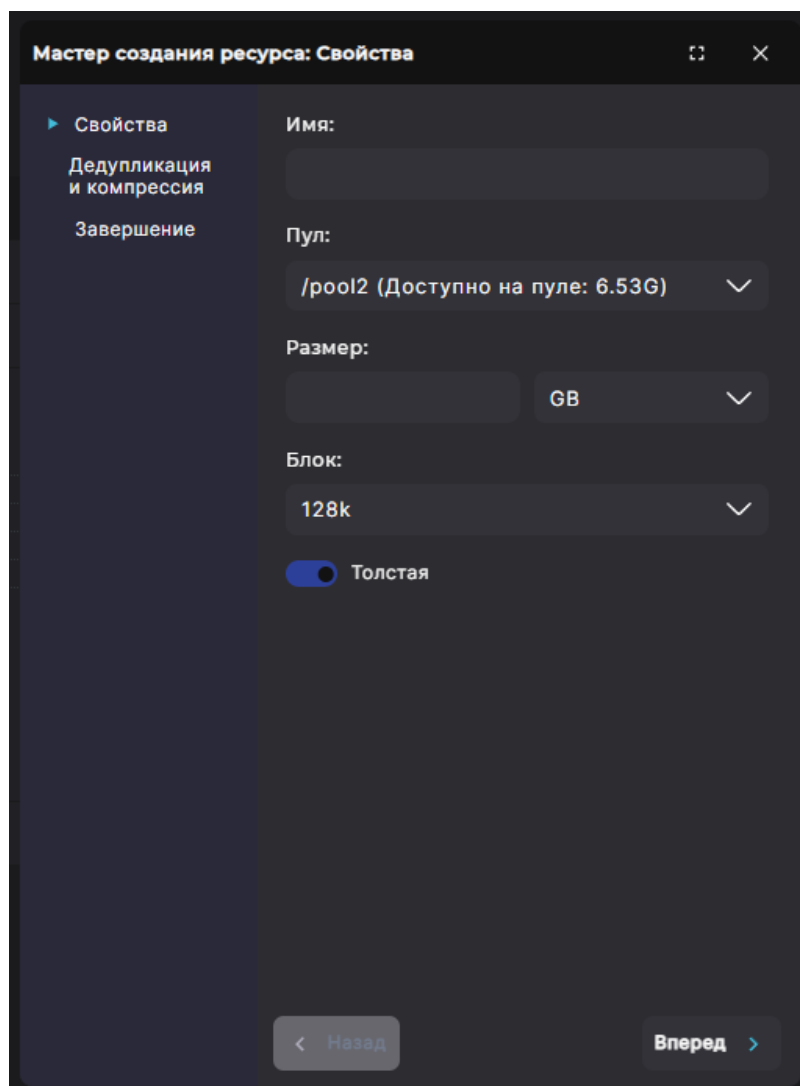 Мастер создания ресурса: Свойства
Свойства
Дедупликация
и компрессия
Завершение
Имя:
Пул:
/pool2 (Доступно на пуле: 6.53G)
Размер:
GB
Блок:
128k
Толстая
Назад
Вперед